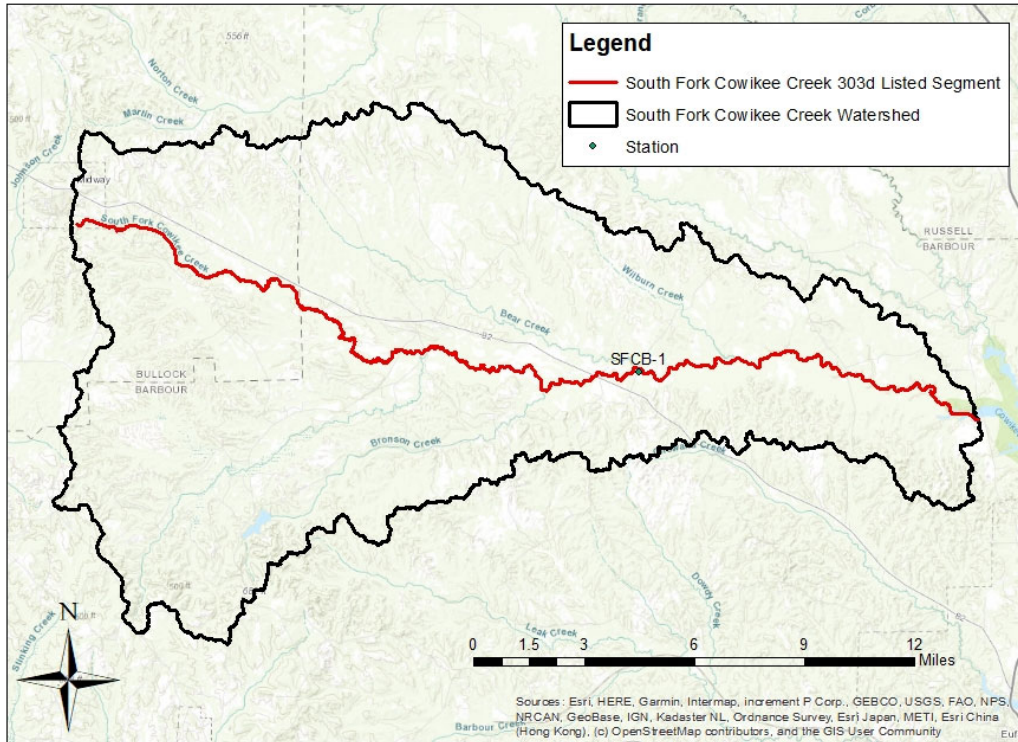 556 ft
Norton Creek
Martin Creek
Johnson Creek
Legend
South Fork Cowikee Creek 303d Listed Segment
South Fork Cowikee Creek Watershed
Station
South Fork Cowikee Creek
RUSSELL
BARBOUR
Wilburn Creek
Bear Creek
82
SFCB-1
BULLOCK
BARBOUR
Bronson Creek
Creek
Dowdy Creek
82
Leak Creek
Stinking Creek
N
0 1.5 3 6 9 12
Miles
Barbour Creek
Sources: Esri, HERE, Garmin, Intermap, increment P Corp., GEBCO, USGS, FAO, NPS,
NRCAN, GeoBase, IGN, Kadaster NL, Ordnance Survey, Esri Japan, METI, Esri China
(Hong Kong), (c) OpenStreetMap contributors, and the GIS User Community